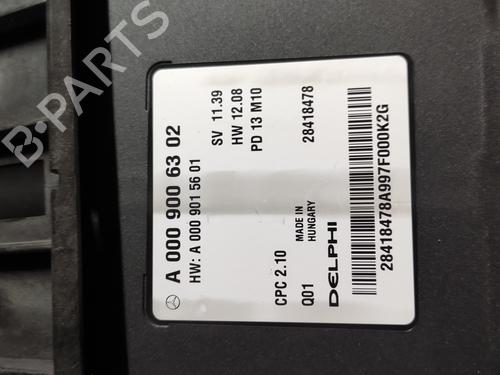 A 000 900 63 02
HW: A 000 901 56 01
SV 11.39
HW 12.08
PD 13 M10
28418478
CPC 2.10
Q01
MADE IN
HUNGARY
DELPHI
28418478A997F000K2G
B-PARTS